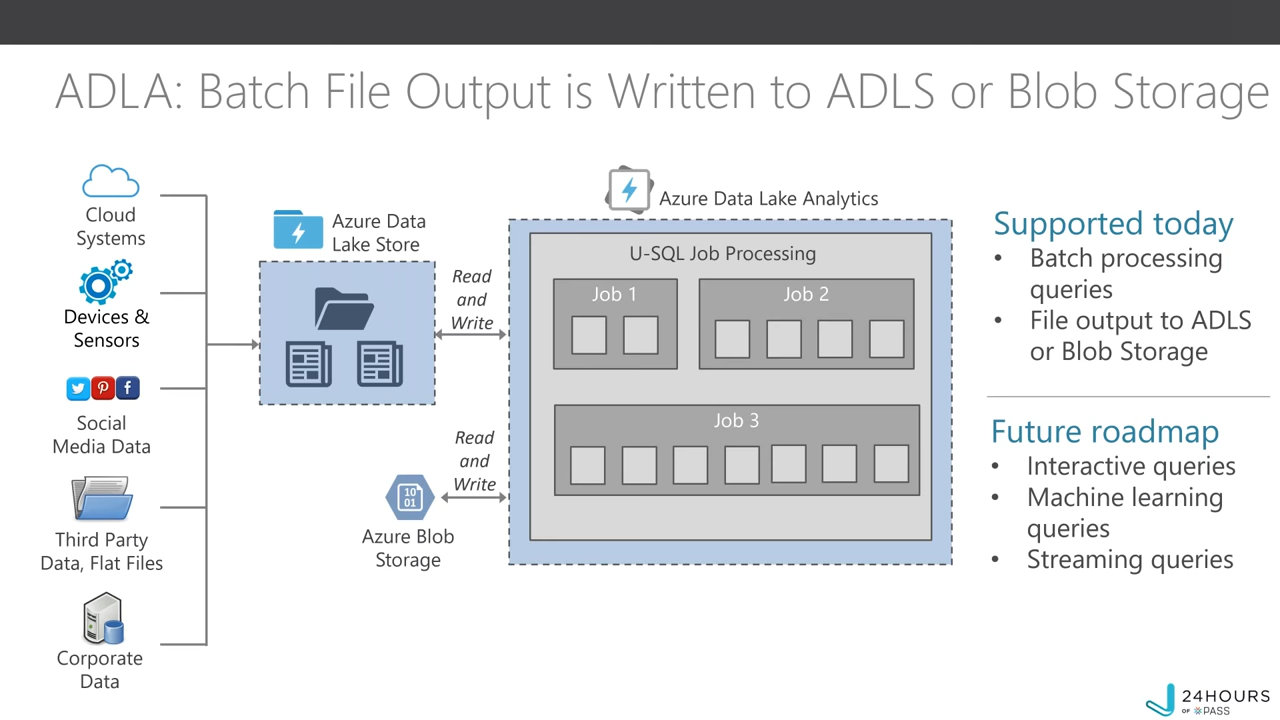 ADLA: Batch File Output is Written to ADLS or Blob Storage
Cloud
Systems
Devices &
Sensors
Social
Media Data
Third Party
Data, Flat Files
Corporate
Data
Azure Data
Lake Store
Read
and
Write
Read
and
Write
10
01
Azure Blob
Storage
Azure Data Lake Analytics
U-SQL Job Processing
Job 1
Job 2
Job 3
Supported today
• Batch processing
queries
• File output to ADLS
or Blob Storage
Future roadmap
• Interactive queries
• Machine learning
queries
• Streaming queries
24HOURS
OF PASS